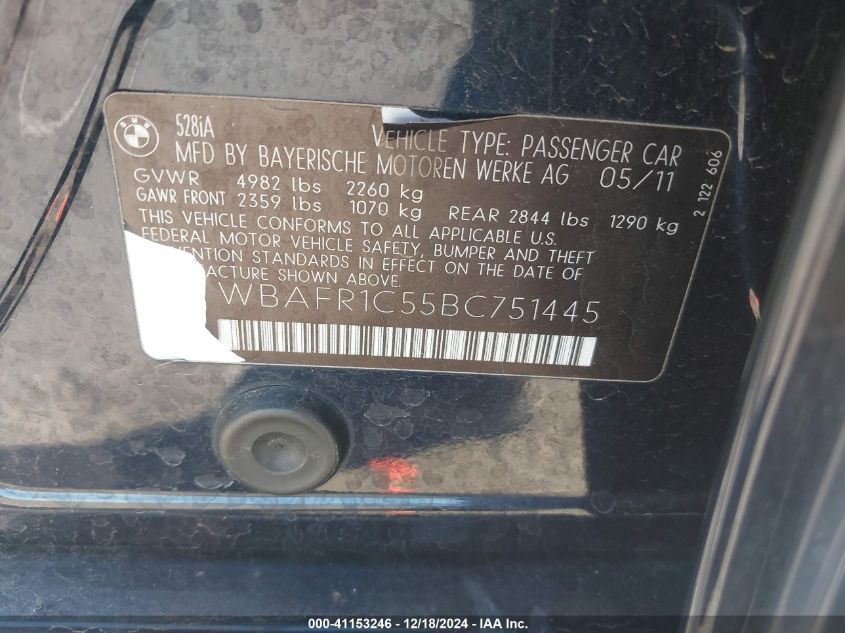 BMW
528iA
VEHICLE TYPE: PASSENGER CAR
MFD BY BAYERISCHE MOTOREN WERKE AG 05/11
GVWR 4982 lbs 2260 kg
GAWR FRONT 2359 lbs 1070 kg REAR 2844 lbs 1290 kg
THIS VEHICLE CONFORMS TO ALL APPLICABLE U.S.
FEDERAL MOTOR VEHICLE SAFETY, BUMPER AND THEFT
ENTION STANDARDS IN EFFECT ON THE DATE OF
FACTURE SHOWN ABOVE.
WBAFR1C55BC751445
2 122 606
000-41153246 - 12/18/2024 - IAA Inc.